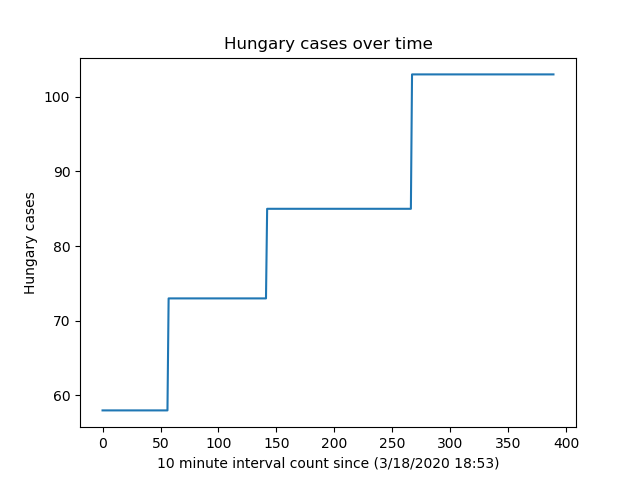 Hungary cases over time
Hungary cases
100
90
80
70
60
0 50 100 150 200 250 300 350 400
10 minute interval count since (3/18/2020 18:53)